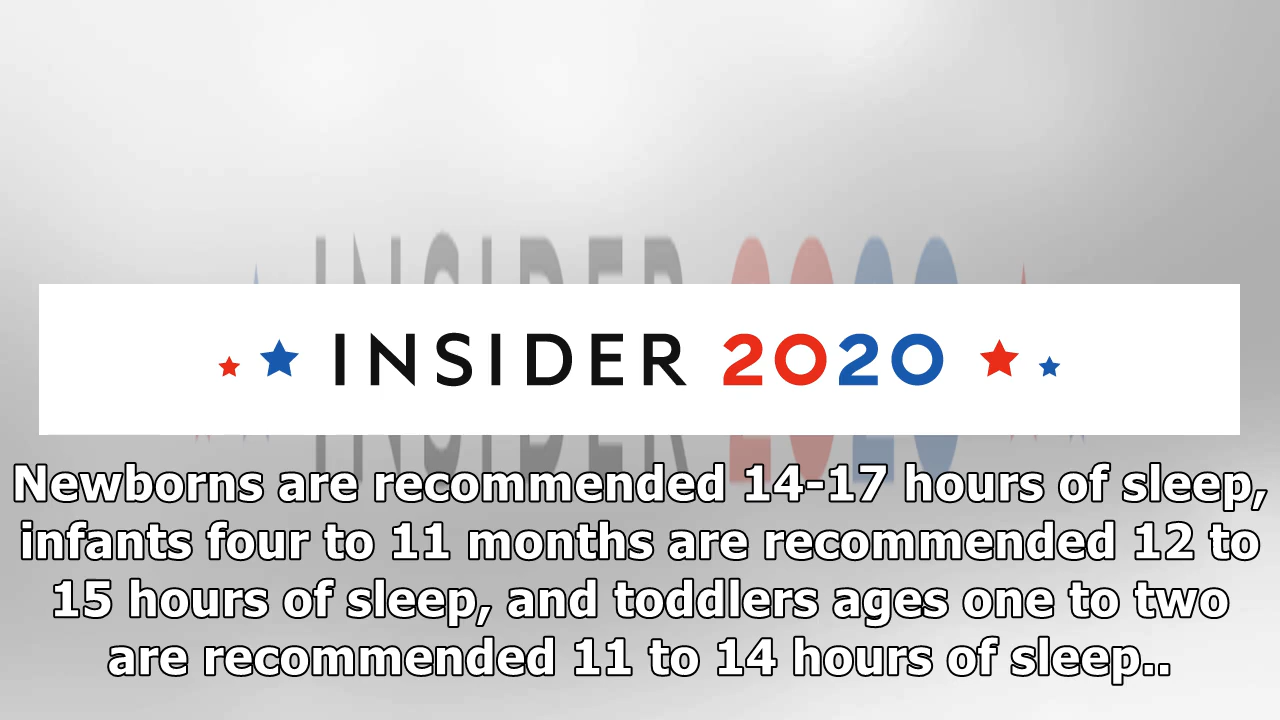 INSIDER 2020
Newborns are recommended 14-17 hours of sleep,
infants four to 11 months are recommended 12 to
15 hours of sleep, and toddlers ages one to two
are recommended 11 to 14 hours of sleep..